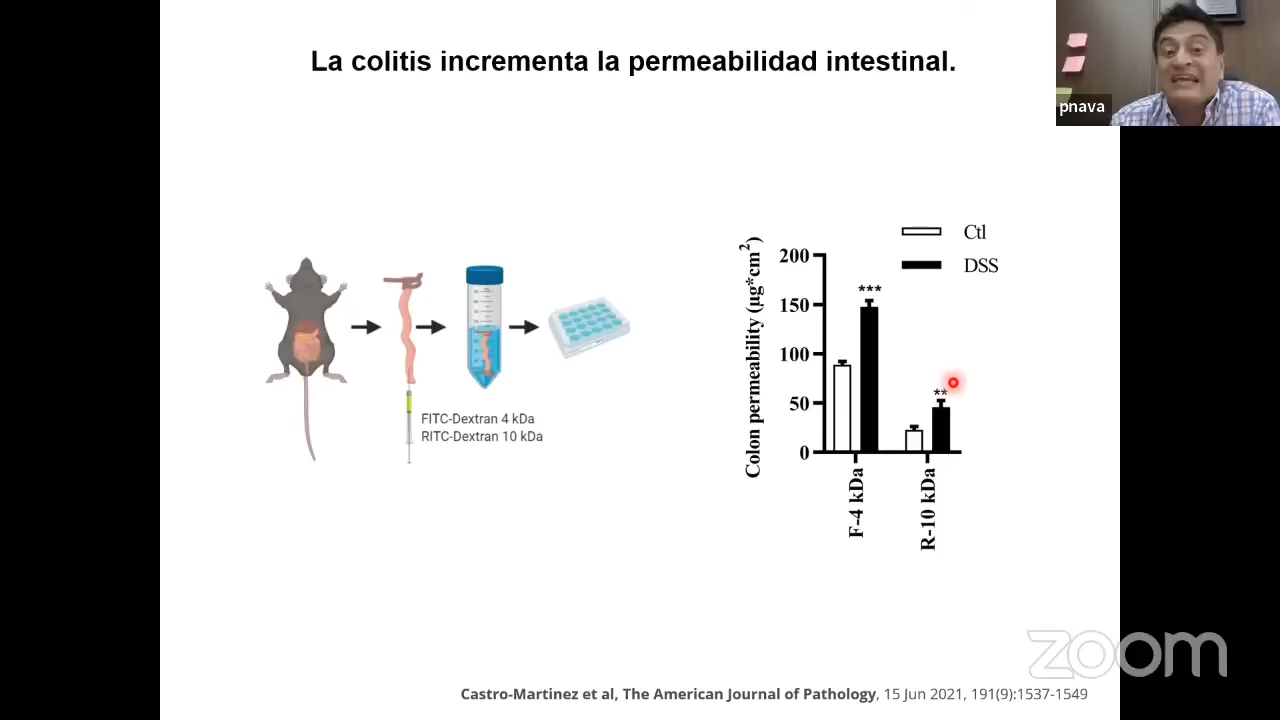 La colitis incrementa la permeabilidad intestinal.
pnava
FITC-Dextran 4 kDa
RITC-Dextran 10 kDa
Colon permeability (µg*cm2)
200
150
100
50
0
***
**
Ctl
DSS
F-4 kDa
R-10 kDa
zoom
Castro-Martinez et al, The American Journal of Pathology, 15 Jun 2021, 191(9):1537-1549